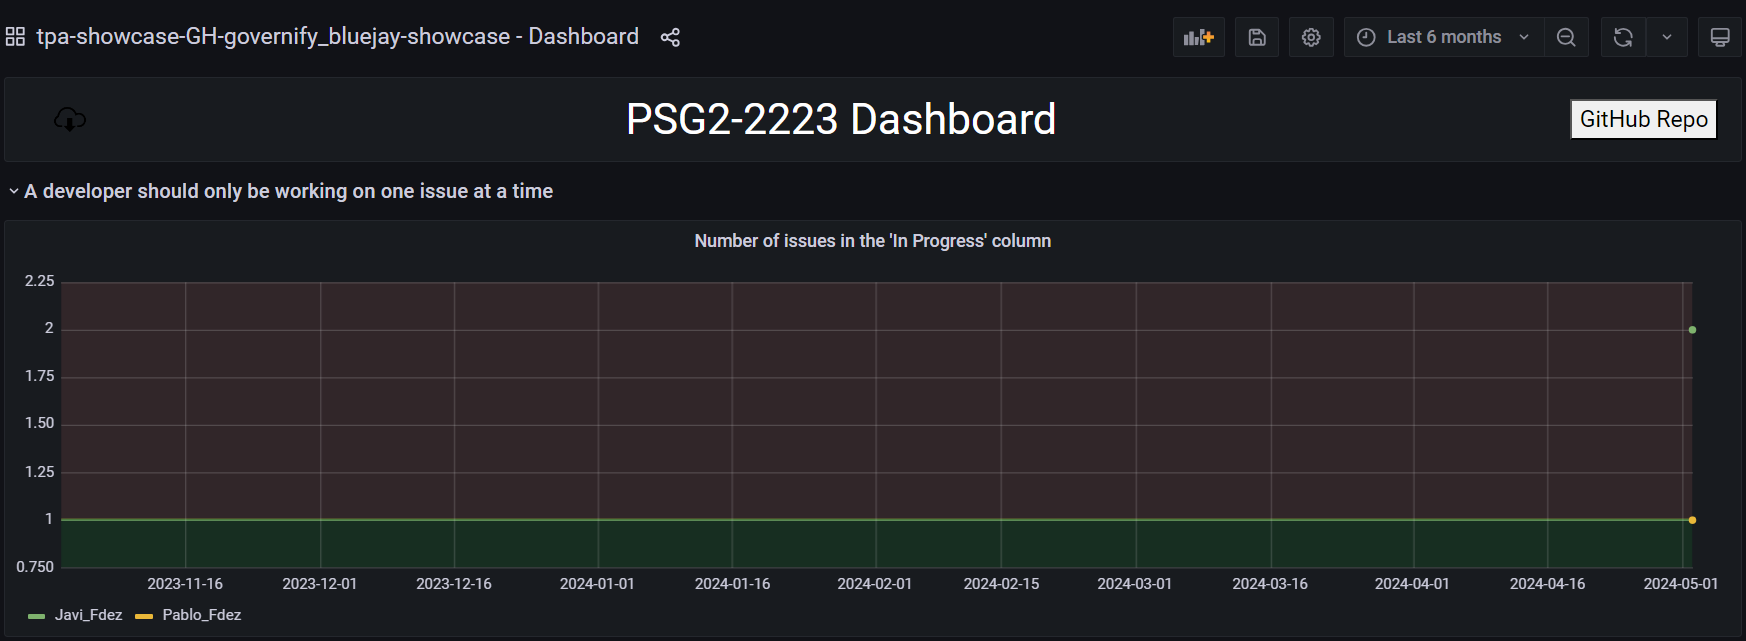 tpa-showcase-GH-governify_bluejay-showcase - Dashboard
Last 6 months
PSG2-2223 Dashboard
GitHub Repo
A developer should only be working on one issue at a time
Number of issues in the 'In Progress' column
2.25
2
1.75
1.50
1.25
1
0.750
2023-11-16 2023-12-01 2023-12-16 2024-01-01 2024-01-16 2024-02-01 2024-02-15 2024-03-01 2024-03-16 2024-04-01 2024-04-16 2024-05-01
Javi_Fdez Pablo_Fdez